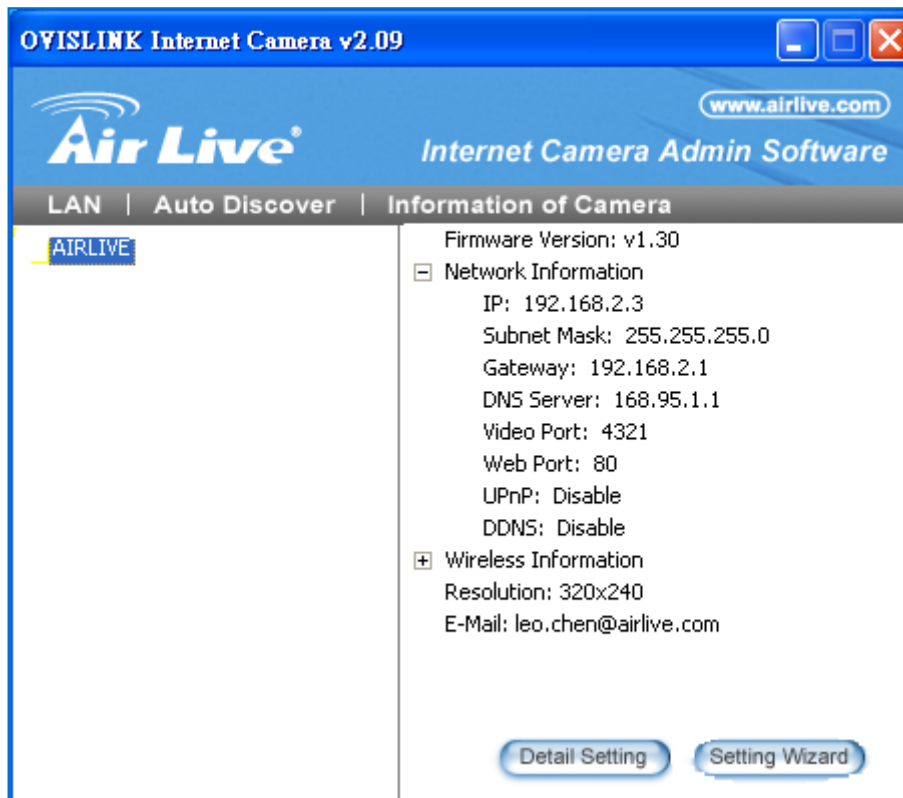 OVISLINK Internet Camera v2.09
www.airlive.com
Air Live®
Internet Camera Admin Software
LAN | Auto Discover | Information of Camera
AIRLIVE
Firmware Version: v1.30
Network Information
IP: 192.168.2.3
Subnet Mask: 255.255.255.0
Gateway: 192.168.2.1
DNS Server: 168.95.1.1
Video Port: 4321
Web Port: 80
UPnP: Disable
DDNS: Disable
Wireless Information
Resolution: 320x240
E-Mail: leo.chen@airlive.com
Detail Setting
Setting Wizard